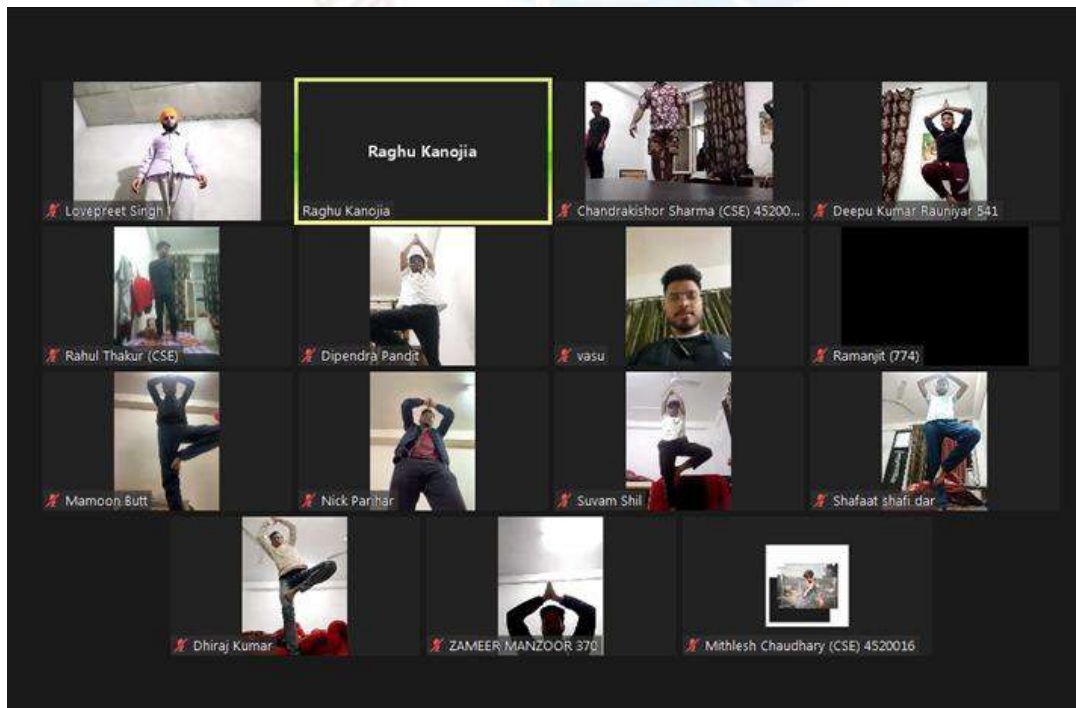 Lovepreet Singh
Raghu Kanojia
Raghu Kanojia
Chandrakishor Sharma (CSE) 45200...
Deepu Kumar Rauniyar 541
Rahul Thakur (CSE)
Dipendra Pandit
vasu
Ramanjit (774)
Mamoon Butt
Nick Parihar
Suvam Shil
Shafaat shafi dar
Dhiraj Kumar
ZAMEER MANZOOR 370
Mithlesh Chaudhary (CSE) 4520016